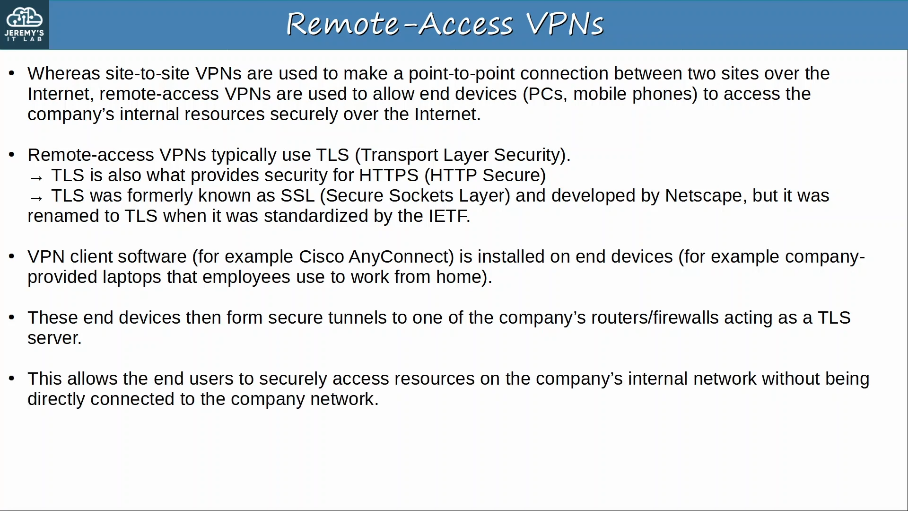 JEREMY'S
IT LAB
Remote-Access VPNs
• Whereas site-to-site VPNs are used to make a point-to-point connection between two sites over the
Internet, remote-access VPNs are used to allow end devices (PCs, mobile phones) to access the
company's internal resources securely over the Internet.
• Remote-access VPNs typically use TLS (Transport Layer Security).
→ TLS is also what provides security for HTTPS (HTTP Secure)
→ TLS was formerly known as SSL (Secure Sockets Layer) and developed by Netscape, but it was
renamed to TLS when it was standardized by the IETF.
• VPN client software (for example Cisco AnyConnect) is installed on end devices (for example company-
provided laptops that employees use to work from home).
• These end devices then form secure tunnels to one of the company's routers/firewalls acting as a TLS
server.
• This allows the end users to securely access resources on the company's internal network without being
directly connected to the company network.